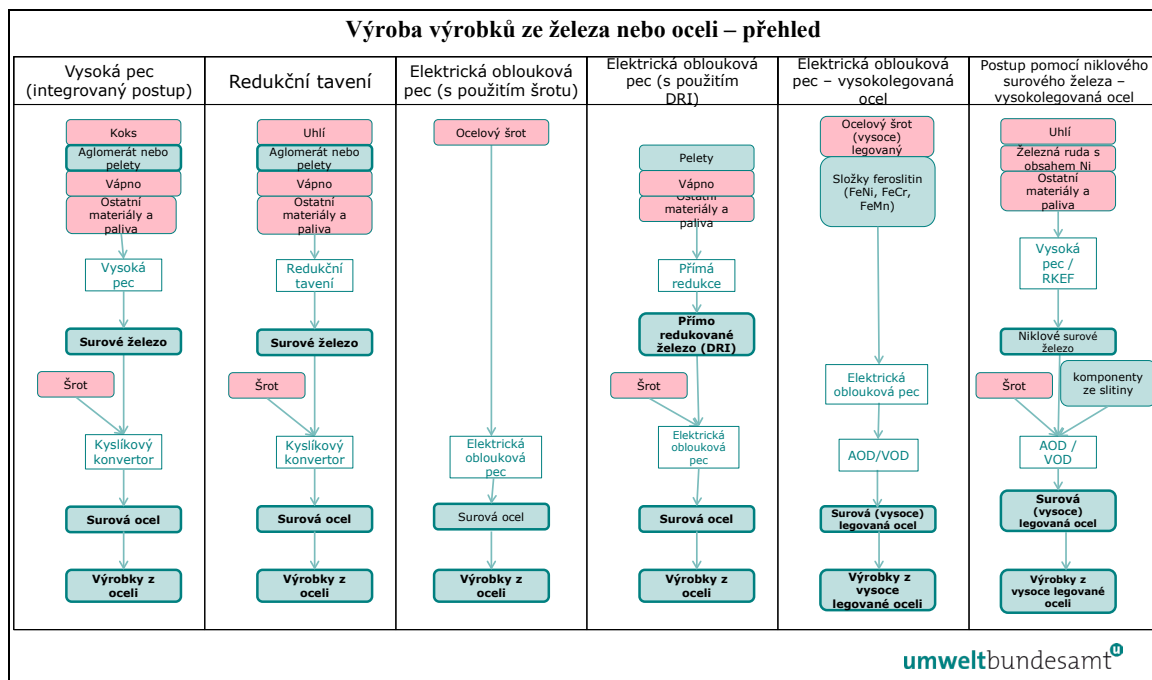 Výroba výrobků ze železa nebo oceli – přehled
Vysoká pec
(integrovaný postup)
Koks
Aglomerát nebo
pelety
Vápno
Ostatní
materiály a
paliva
Vysoká
pec
Surové železo
Šrot
Kyslíkový
konvertor
Surová ocel
Výrobky z
oceli
Redukční tavení
Uhlí
Aglomerát nebo
pelety
Vápno
Ostatní
materiály a
paliva
Redukční
tavení
Surové železo
Šrot
Kyslíkový
konvertor
Surová ocel
Výrobky z
oceli
Elektrická oblouková
pec (s použitím šrotu)
Ocelový šrot
Elektrická
oblouková
pec
Surová ocel
Výrobky z
oceli
Elektrická oblouková
pec (s použitím
DRI)
Pelety
Vápno
Ostatní
materiály a
paliva
Přímá
redukce
Přímo
redukované
železo (DRI)
Šrot
Elektrická
oblouková
pec
Surová ocel
Výrobky z
oceli
Elektrická oblouková
pec – vysokolegovaná
ocel
Ocelový šrot
(vysoce)
legovaný
Složky feroslitin
(FeNi, FeCr,
FeMn)
Elektrická
oblouková pec
AOD/VOD
Surová (vysoce)
legovaná ocel
Výrobky z
vysoce
legované oceli
Postup pomocí niklového
surového železa –
vysokolegovaná ocel
Uhlí
Železná ruda s
obsahem Ni
Ostatní
materiály a
paliva
Vysoká
pec /
RKEF
Niklové surové
železo
Šrot
komponenty
ze slitiny
AOD /
VOD
Surová
(vysoce)
legovaná ocel
Výrobky z
vysoce legované
oceli
umweltbundesamt u